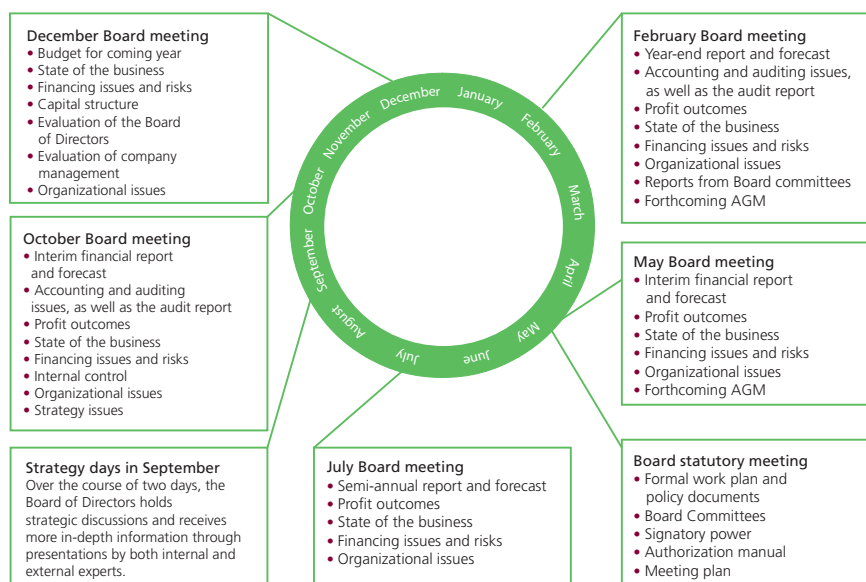 December Board meeting
• Budget for coming year
• State of the business
• Financing issues and risks
• Capital structure
• Evaluation of the Board
of Directors
• Evaluation of company
management
• Organizational issues
October Board meeting
• Interim financial report
and forecast
• Accounting and auditing
issues, as well as the audit report
• Profit outcomes
• State of the business
• Financing issues and risks
• Internal control
• Organizational issues
• Strategy issues
Strategy days in September
Over the course of two days, the
Board of Directors holds
strategic discussions and receives
more in-depth information through
presentations by both internal and
external experts.
January
February
March
April
May
June
July
August
September
October
November
December
July Board meeting
• Semi-annual report and forecast
• Profit outcomes
• State of the business
• Financing issues and risks
• Organizational issues
February Board meeting
• Year-end report and forecast
• Accounting and auditing issues,
as well as the audit report
• Profit outcomes
• State of the business
• Financing issues and risks
• Organizational issues
• Reports from Board committees
• Forthcoming AGM
May Board meeting
• Interim financial report
and forecast
• Profit outcomes
• State of the business
• Financing issues and risks
• Organizational issues
• Forthcoming AGM
Board statutory meeting
• Formal work plan and
policy documents
• Board Committees
• Signatory power
• Authorization manual
• Meeting plan